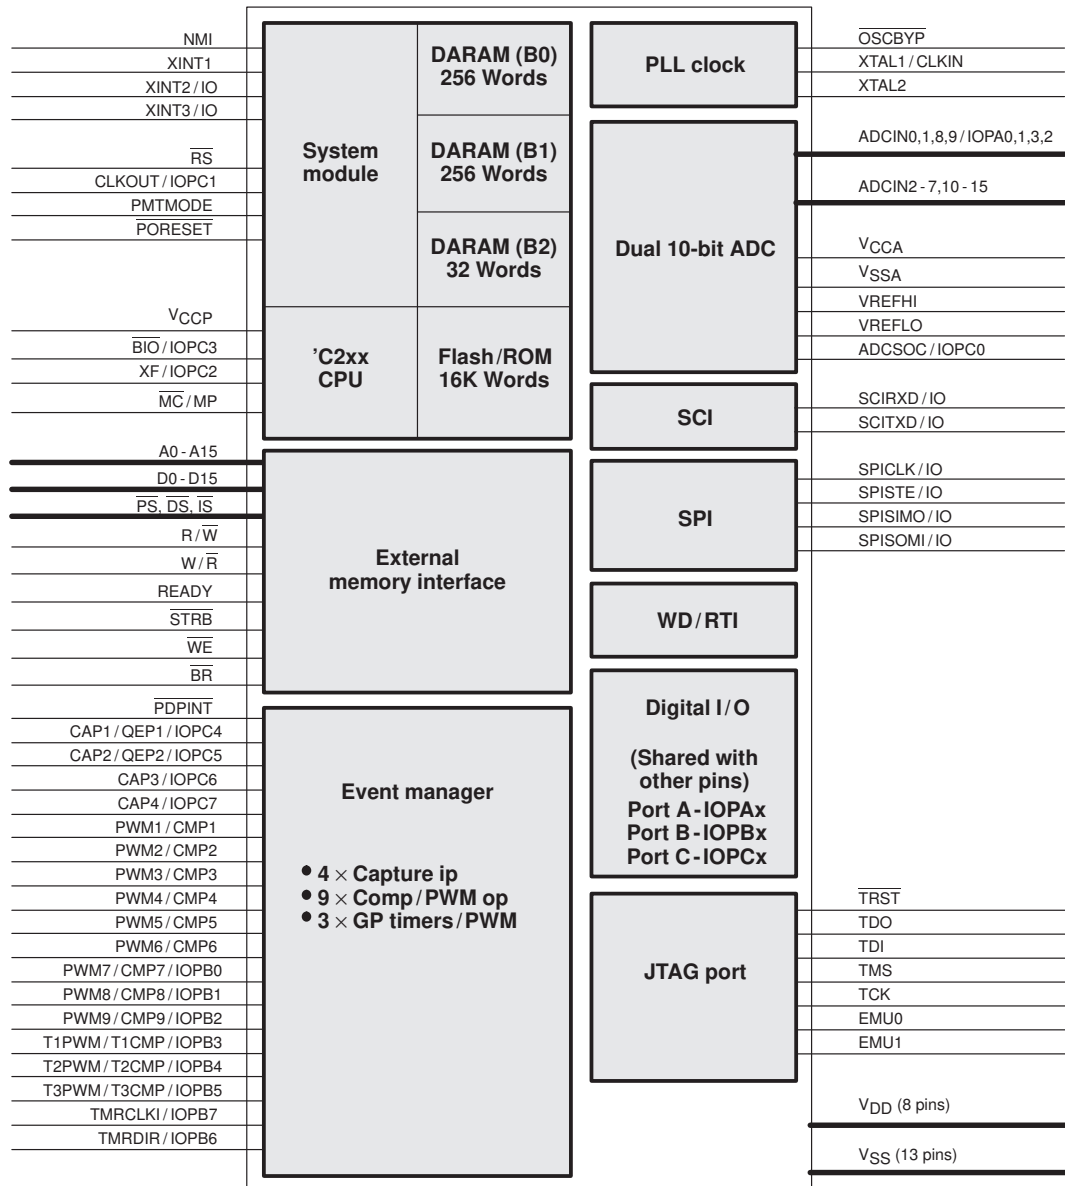 NMI
XINT1
XINT2/IO
XINT3/IO
RS
CLKOUT/IOPC1
PMTMODE
PORESET
VCCP
BIO/IOPC3
XF/IOPC2
MC/MP
A0-A15
D0-D15
PS, DS, IS
R/W
W/R
READY
STRB
WE
BR
PDPINT
CAP1/QEP1/IOPC4
CAP2/QEP2/IOPC5
CAP3/IOPC6
CAP4/IOPC7
PWM1/CMP1
PWM2/CMP2
PWM3/CMP3
PWM4/CMP4
PWM5/CMP5
PWM6/CMP6
PWM7/CMP7/IOPB0
PWM8/CMP8/IOPB1
PWM9/CMP9/IOPB2
T1PWM/T1CMP/IOPB3
T2PWM/T2CMP/IOPB4
T3PWM/T3CMP/IOPB5
TMRCLKI/IOPB7
TMRDIR/IOPB6
System
module
DARAM (B0)
256 Words
DARAM (B1)
256 Words
DARAM (B2)
32 Words
'C2xx
CPU
Flash/ROM
16K Words
External
memory interface
Event manager
• 4 × Capture ip
• 9 × Comp/PWM op
• 3 × GP timers/PWM
PLL clock
Dual 10-bit ADC
SCI
SPI
WD/RTI
Digital I/O
(Shared with
other pins)
Port A-IOPAx
Port B-IOPBx
Port C-IOPCx
JTAG port
OSCBYP
XTAL1/CLKIN
XTAL2
ADCIN0,1,8,9/IOPA0,1,3,2
ADCIN2-7,10-15
VCCA
VSSA
VREFHI
VREFLO
ADCSOC/IOPC0
SCIRXD/IO
SCITXD/IO
SPICLK/IO
SPISTE/IO
SPISIMO/IO
SPISOMI/IO
TRST
TDO
TDI
TMS
TCK
EMU0
EMU1
VDD (8 pins)
VSS (13 pins)